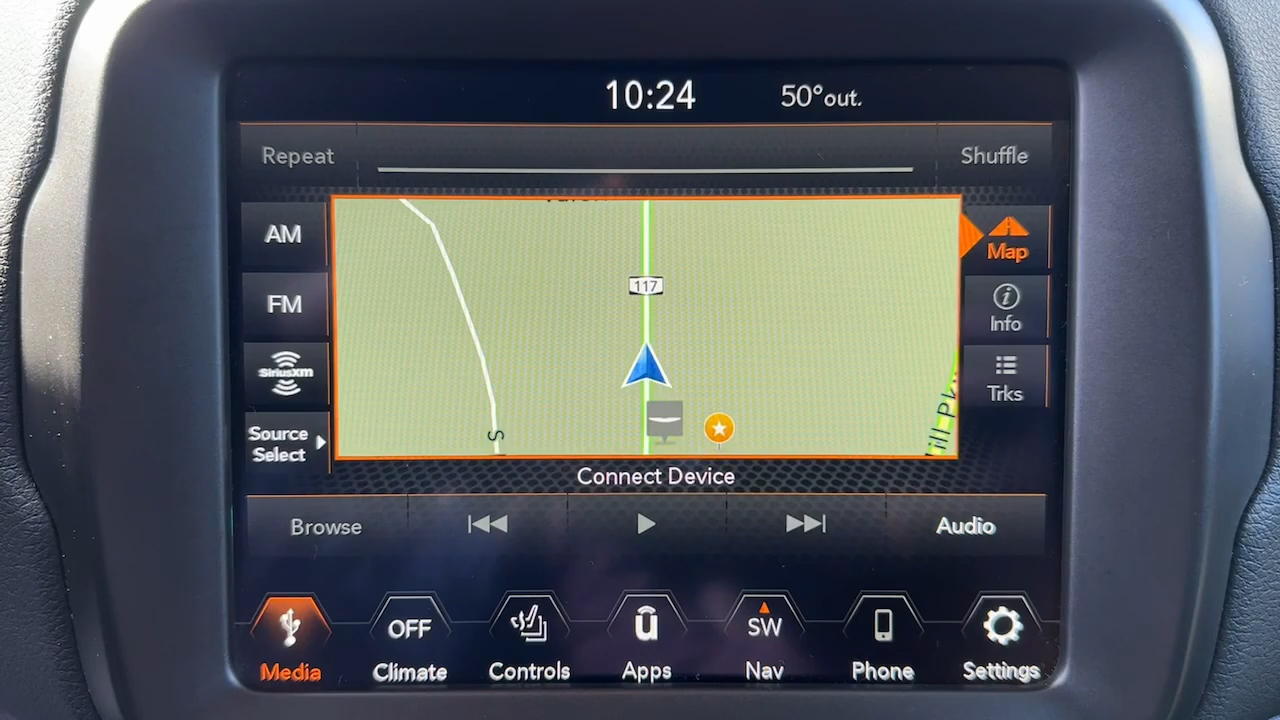 10:24 50°out.
Repeat Shuffle
AM
Map
117
FM
Info
SiriusXM
Trks
S
Source
Select
Connect Device
Browse Audio
OFF SW
Media Climate Controls Apps Nav Phone Settings